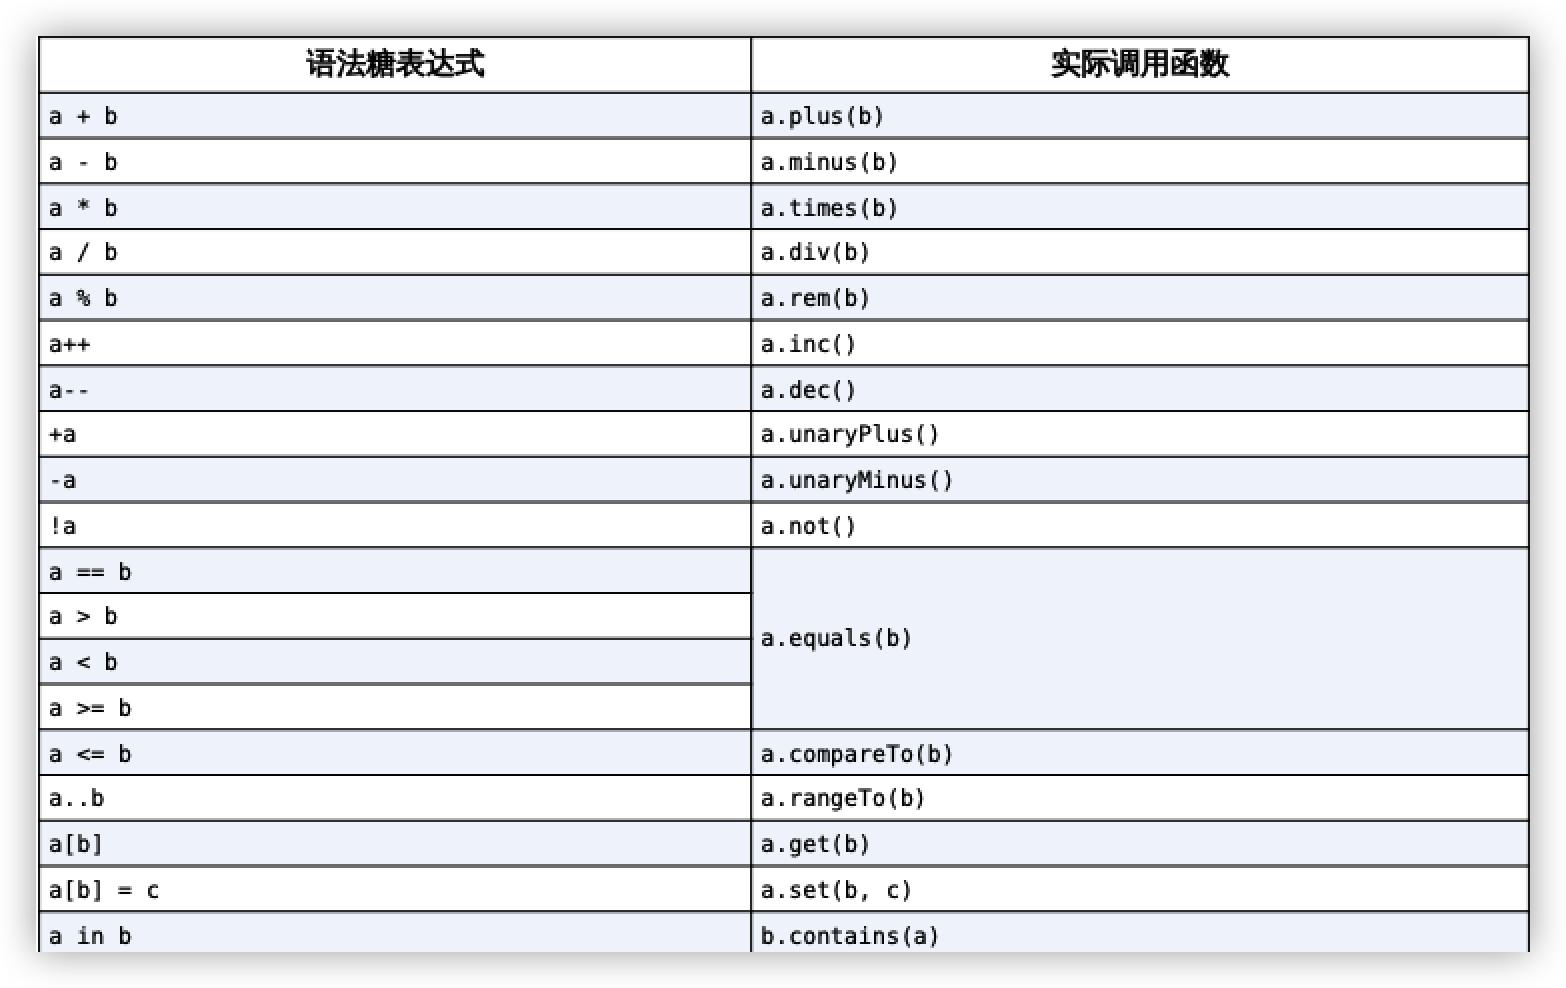 语法糖表达式 实际调用函数
a + b a.plus(b)
a - b a.minus(b)
a * b a.times(b)
a / b a.div(b)
a % b a.rem(b)
a++ a.inc()
a-- a.dec()
+a a.unaryPlus()
-a a.unaryMinus()
!a a.not()
a == b
a > b
a.equals(b)
a < b
a >= b
a <= b a.compareTo(b)
a..b a.rangeTo(b)
a[b] a.get(b)
a[b] = c a.set(b, c)
a in b b.contains(a)